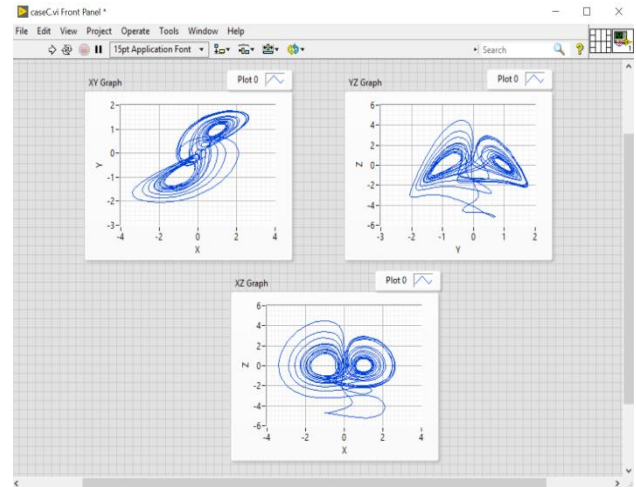 caseC.vi Front Panel *
File Edit View Project Operate Tools Window Help
15pt Application Font
Search
XY Graph
Plot 0
2-
1-
0-
-1-
-2-
-3-
Y
-4 -2 0 2 4
X
YZ Graph
Plot 0
6-
4-
2-
0-
-2-
-4-
-6-
Z
-3 -2 -1 0 1 2
Y
XZ Graph
Plot 0
6-
4-
2-
0-
-2-
-4-
-6-
Z
-4 -2 0 2 4
X